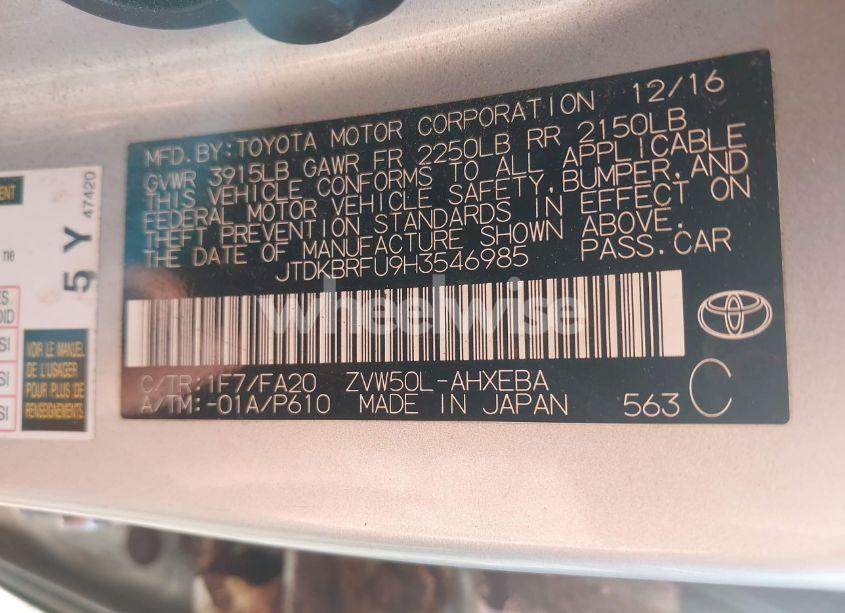 MFD.BY:TOYOTA MOTOR CORPORATION 12/16
GVWR 3915LB GAWR FR 2250LB RR 2150LB
THIS VEHICLE CONFORMS TO ALL APPLICABLE
FEDERAL MOTOR VEHICLE SAFETY,BUMPER,AND
THEFT PREVENTION STANDARDS IN EFFECT ON
THE DATE OF MANUFACTURE SHOWN ABOVE.
JTDKBRFU9H3546985 PASS.CAR
wheelwise
C/TR:1F7/FA20 ZVW50L-AHXEBA
A/TM:-01A/P610 MADE IN JAPAN 563 C
5 Y 47420
ne
VOIR LE MANUEL
DE L'USAGER
POUR PLUS DE
RENSEIGNEMENTS